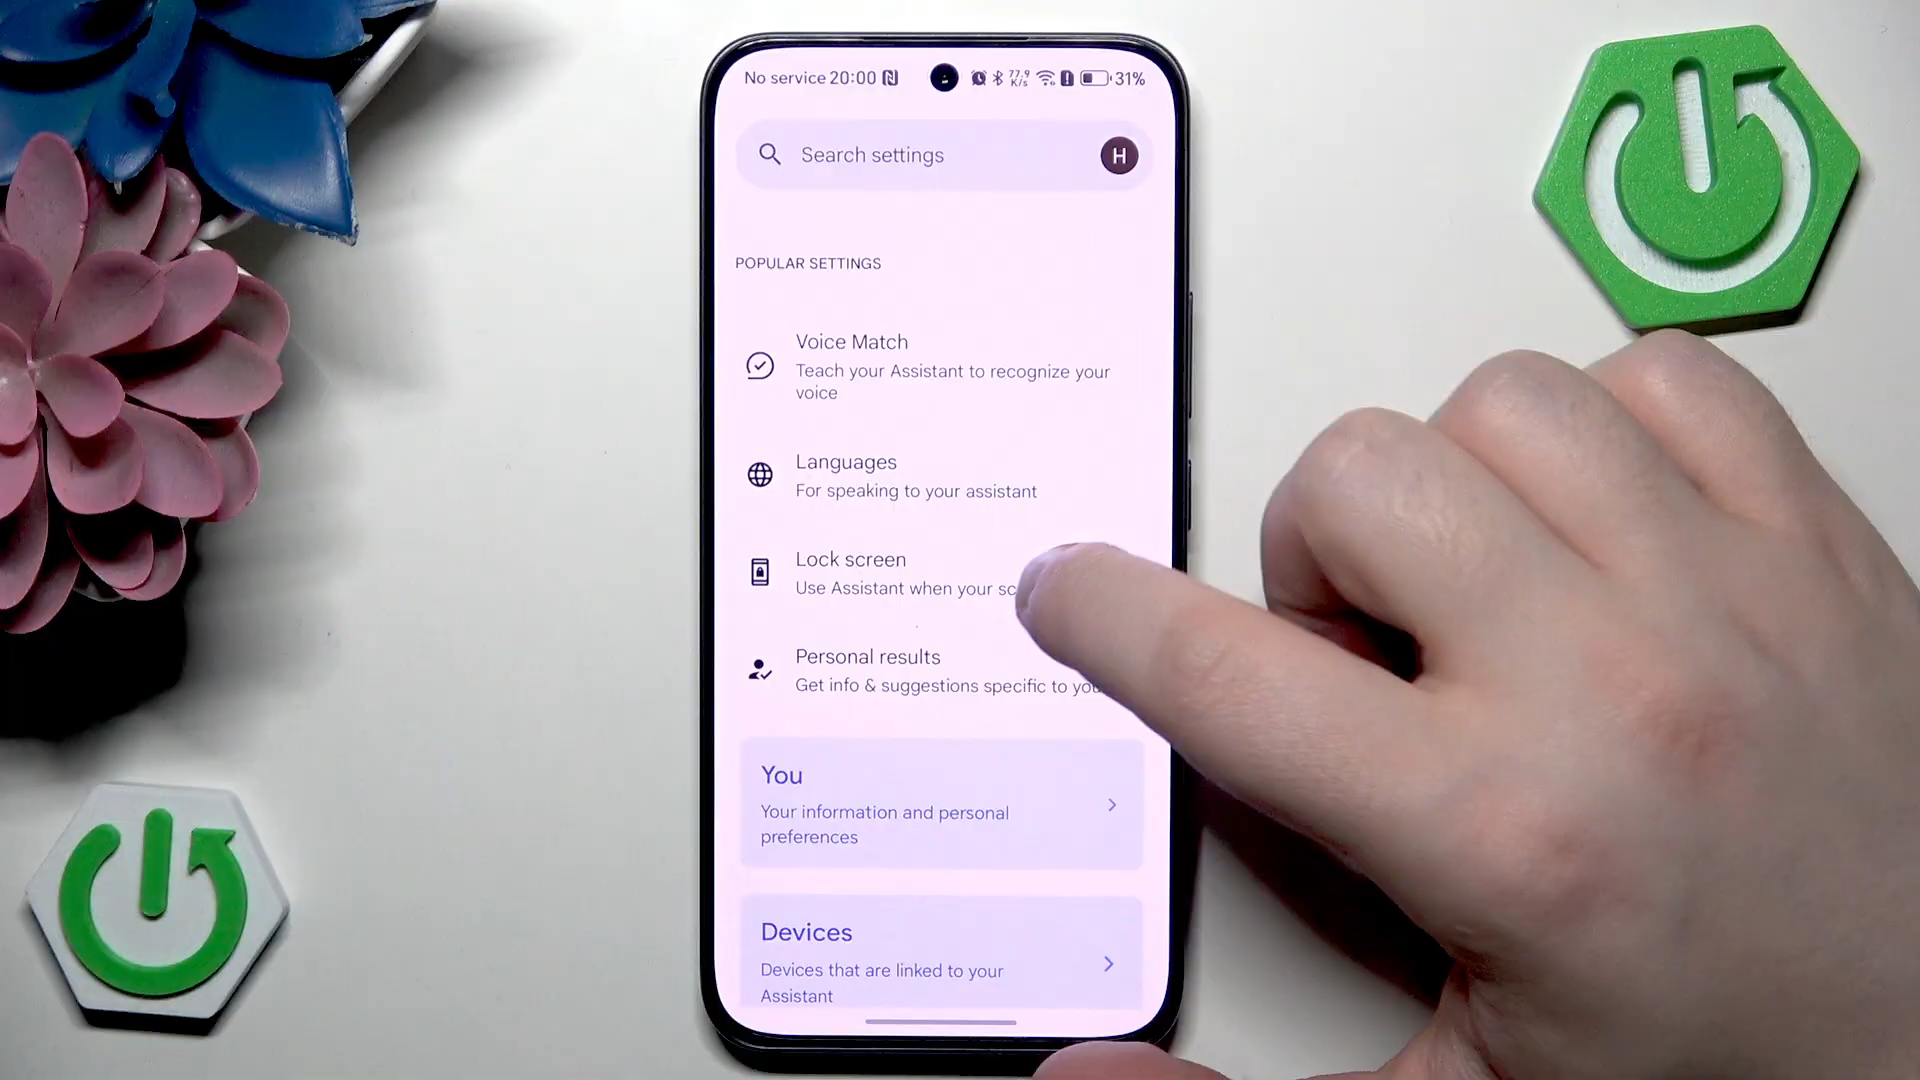 No service 20:00 77.9 K/s 31%
Search settings H
POPULAR SETTINGS
Voice Match
Teach your Assistant to recognize your
voice
Languages
For speaking to your assistant
Lock screen
Use Assistant when your
Personal results
Get info & suggestions specific to
You
Your information and personal
preferences
Devices
Devices that are linked to your
Assistant